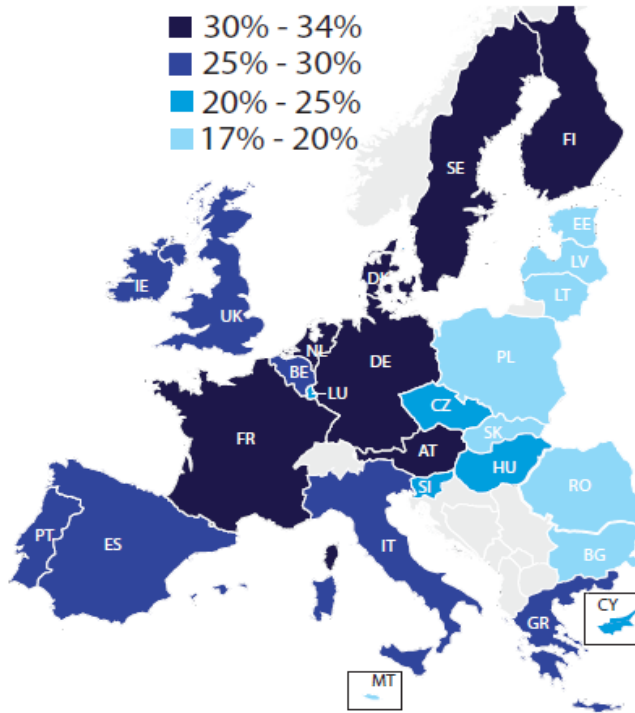 30% - 34%
25% - 30%
20% - 25%
17% - 20%
FI
SE
EE
LV
LT
DK
IE
UK
NL
BE
DE
PL
LU
CZ
SK
FR
AT
HU
SI
RO
PT
ES
IT
BG
GR
CY
MT